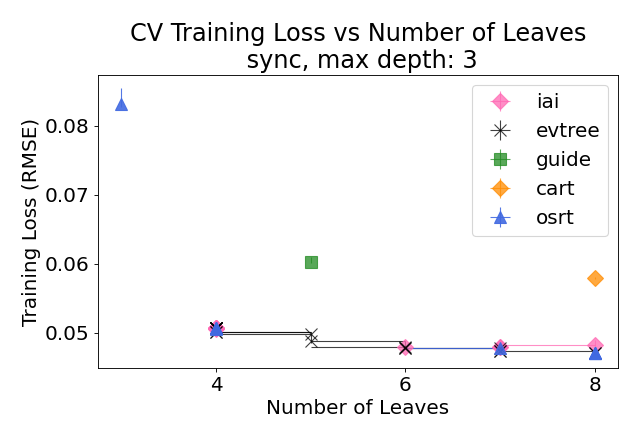 CV Training Loss vs Number of Leaves
sync, max depth: 3
Training Loss (RMSE)
0.08
0.07
0.06
0.05
iai
evtree
guide
cart
osrt
4
6
8
Number of Leaves